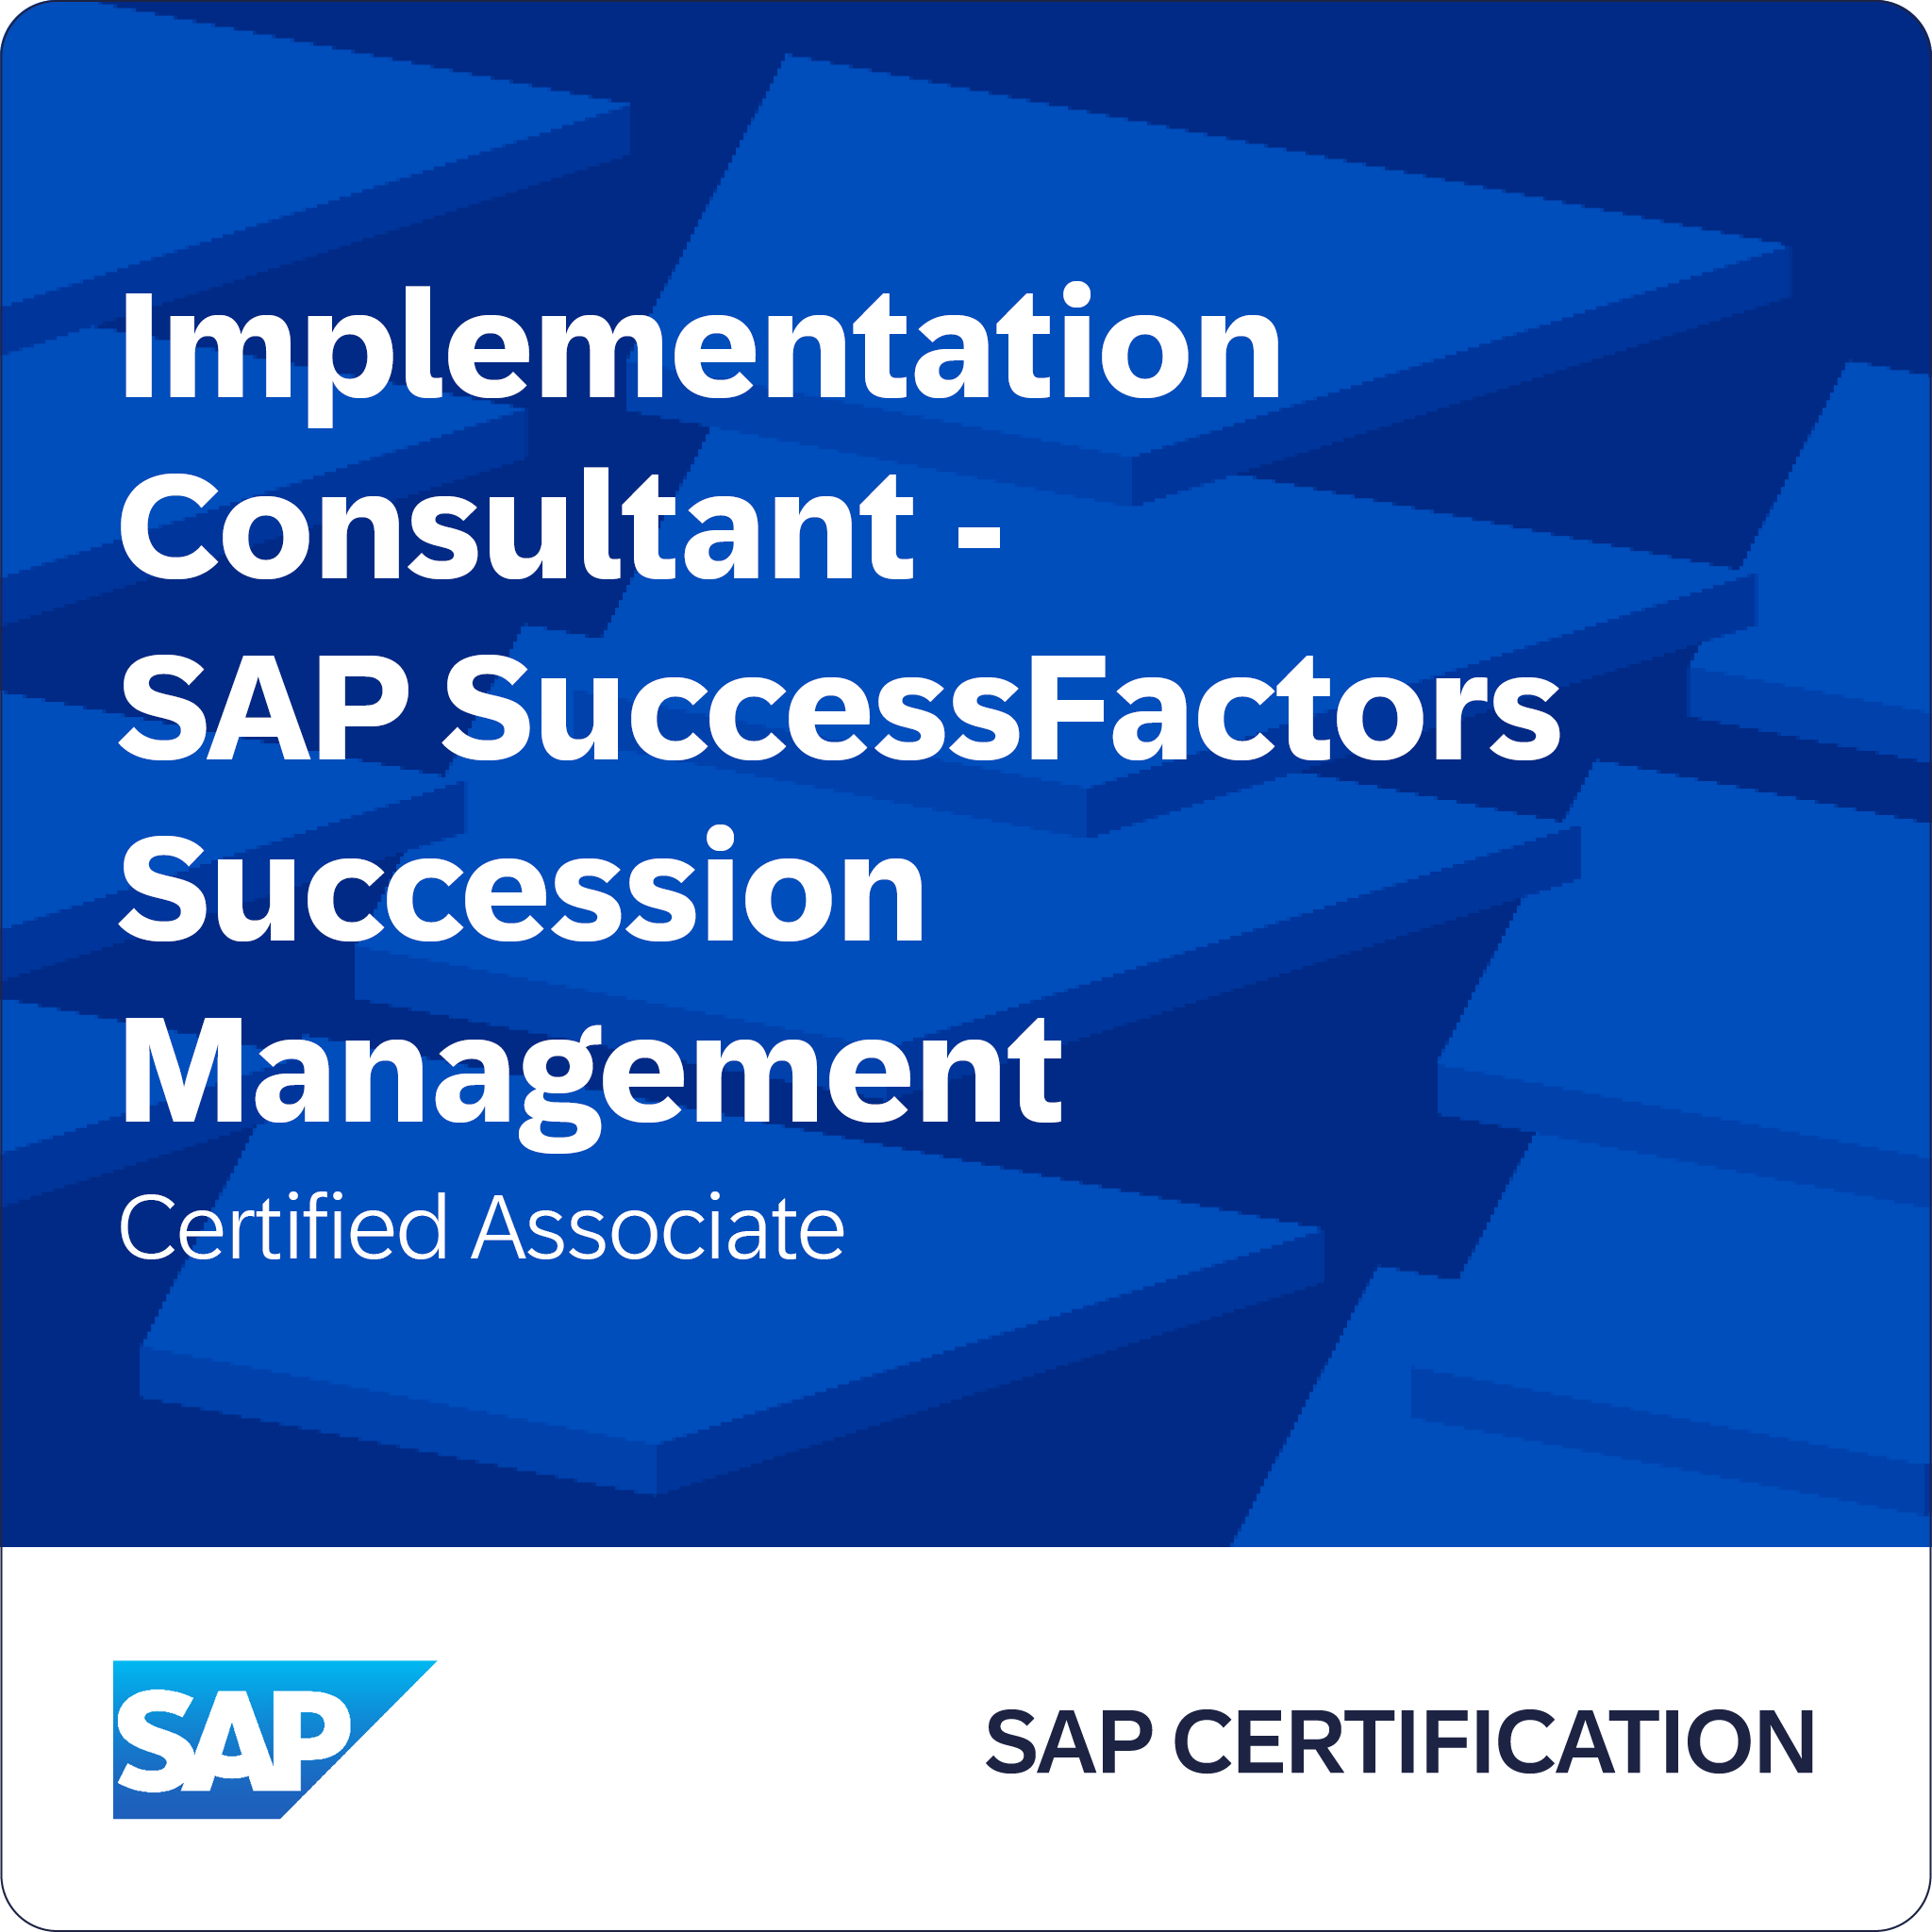 Implementation
Consultant -
SAP SuccessFactors
Succession
Management
Certified Associate
SAP
SAP CERTIFICATION